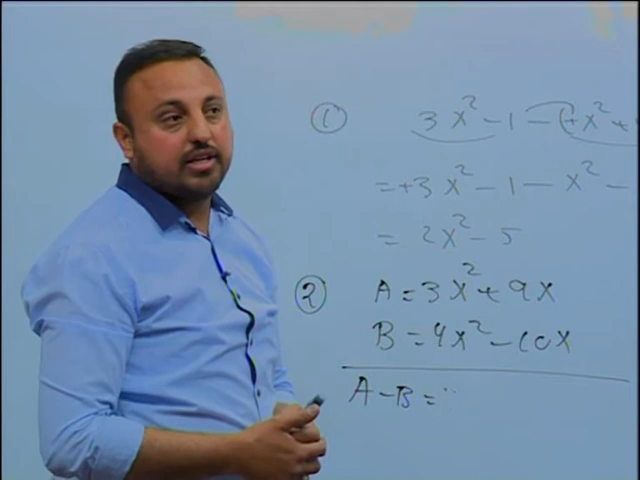 ① 3x² - 1 - (+x² +
= +3x² - 1 - x² -
= 2x² - 5
② A = 3x² + 9x
B = 4x² - 10x
A - B = ..